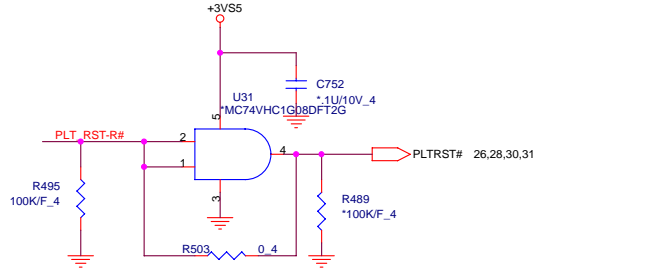 +3VS5
C752
*.1U/10V_4
U31
*MC74VHC1G08DFT2G
5
PLT_RST-R#
2
1
4
PLTRST# 26,28,30,31
3
R495
100K/F_4
R489
*100K/F_4
R503 0_4